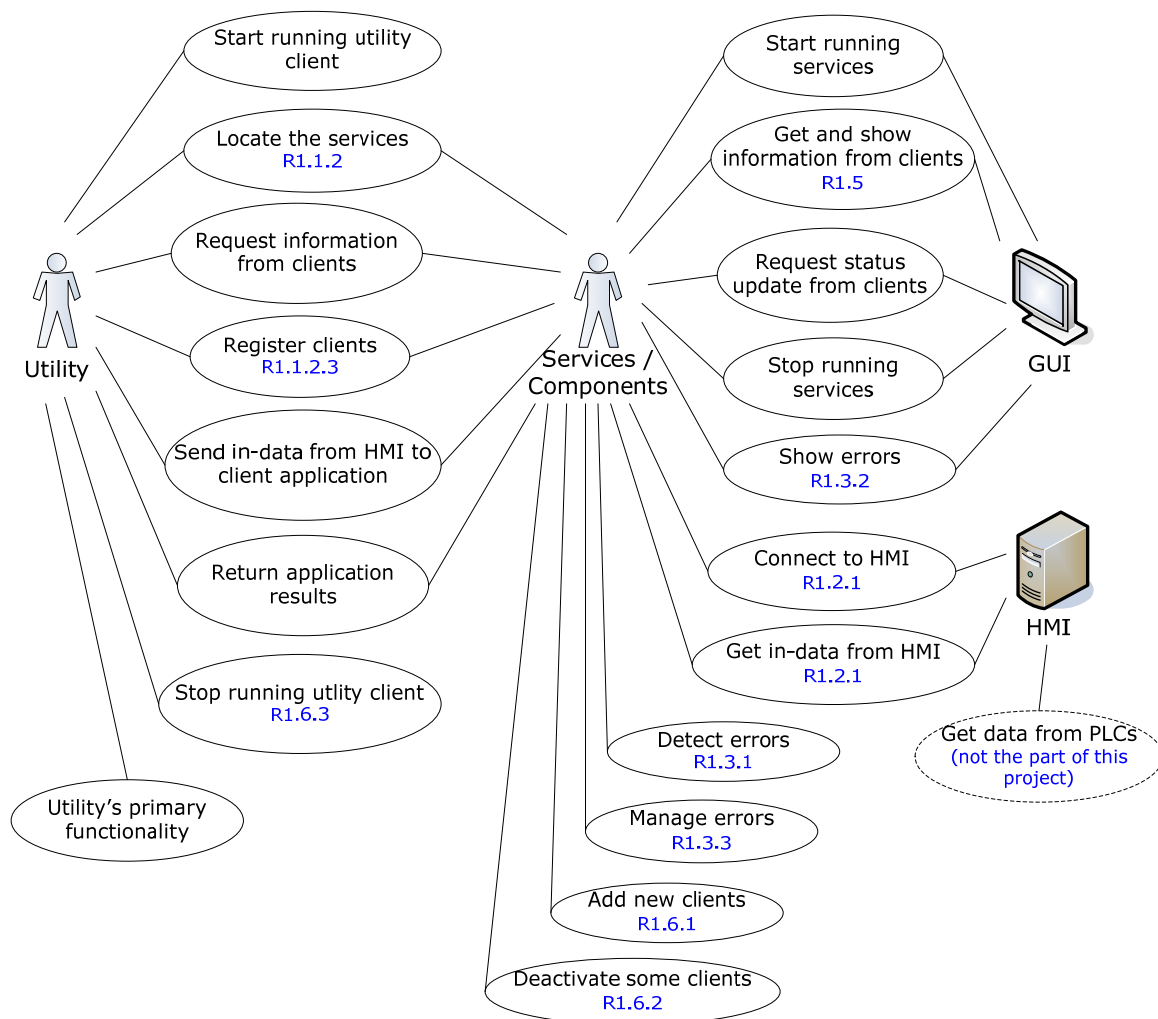 Start running utility
client
Locate the services
R1.1.2
Request information
from clients
Register clients
R1.1.2.3
Send in-data from HMI to
client application
Return application
results
Stop running utlity client
R1.6.3
Utility’s primary
functionality
Utility
Services /
Components
Start running
services
Get and show
information from clients
R1.5
Request status
update from clients
Stop running
services
Show errors
R1.3.2
Connect to HMI
R1.2.1
Get in-data from HMI
R1.2.1
Detect errors
R1.3.1
Manage errors
R1.3.3
Add new clients
R1.6.1
Deactivate some clients
R1.6.2
GUI
HMI
Get data from PLCs
(not the part of this
project)